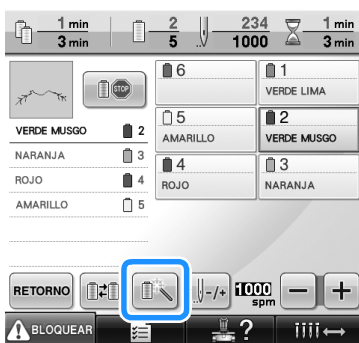 1 min
3 min
2
5
234
1000
1 min
3 min
STOP
6
1
VERDE LIMA
5
AMARILLO
2
VERDE MUSGO
4
ROJO
3
NARANJA
VERDE MUSGO 2
NARANJA 3
ROJO 4
AMARILLO 5
RETORNO
-/+
1000
spm
− +
BLOQUEAR
?